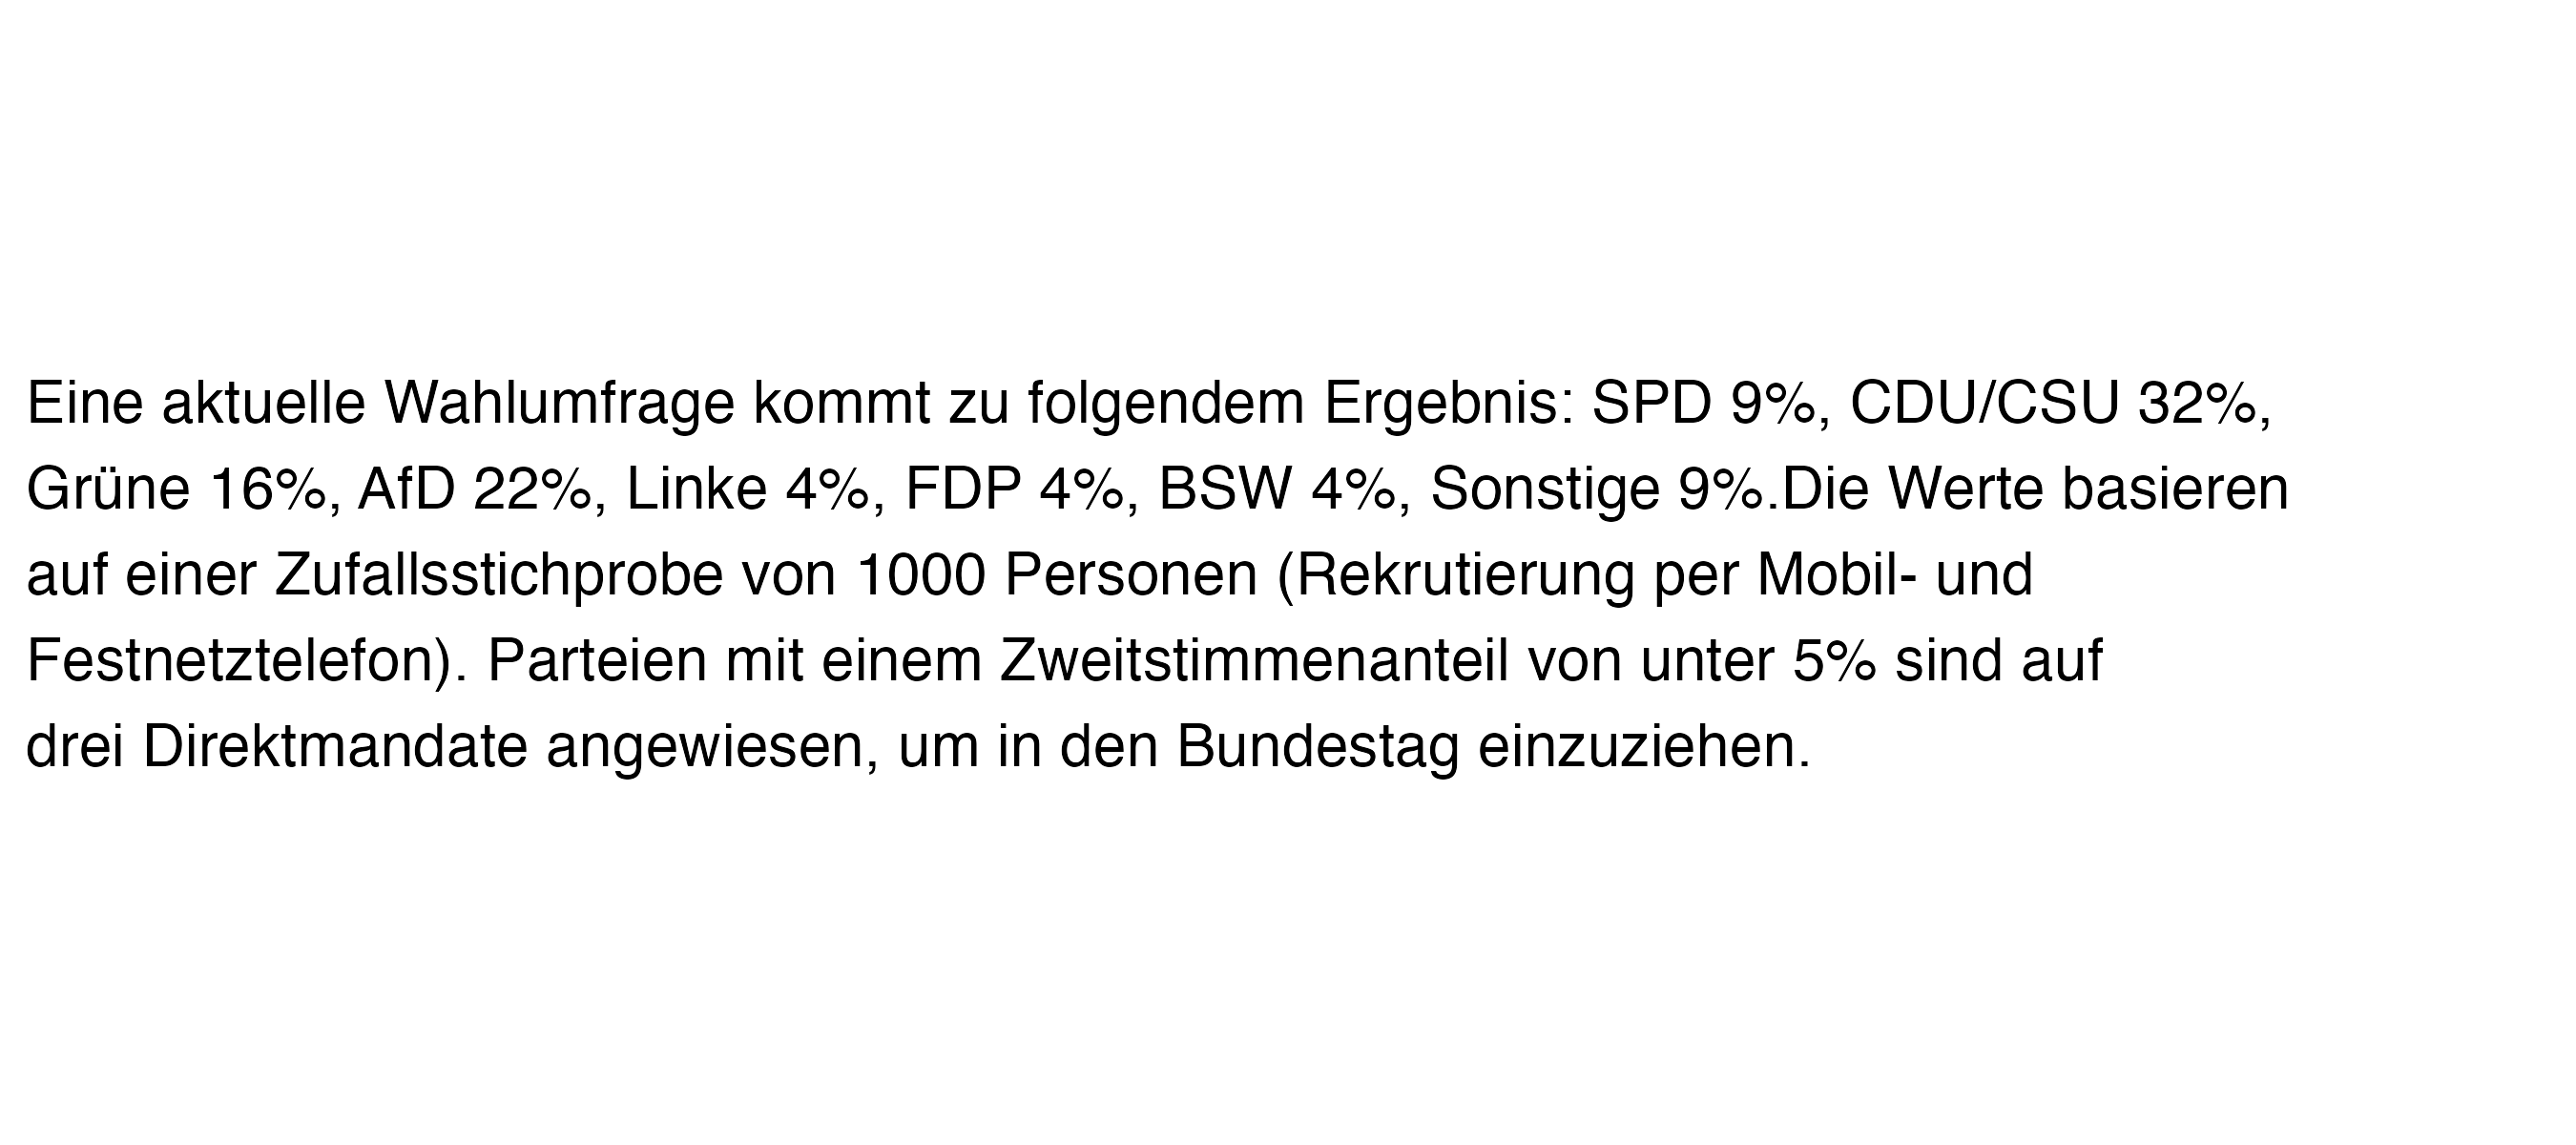 Eine aktuelle Wahlumfrage kommt zu folgendem Ergebnis: SPD 9%, CDU/CSU 32%,
Grüne 16%, AfD 22%, Linke 4%, FDP 4%, BSW 4%, Sonstige 9%.Die Werte basieren
auf einer Zufallsstichprobe von 1000 Personen (Rekrutierung per Mobil- und
Festnetztelefon). Parteien mit einem Zweitstimmenanteil von unter 5% sind auf
drei Direktmandate angewiesen, um in den Bundestag einzuziehen.